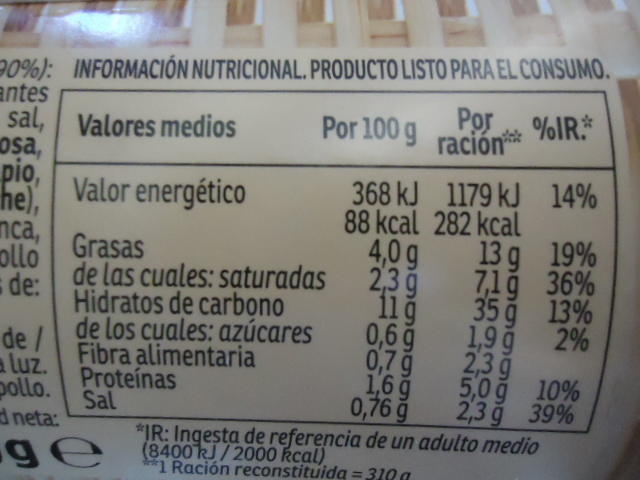 90%):
antes
sal,
osa,
pio,
he),
nca,
ollo
s de:
de /
a luz.
pollo.
d neta:
g e
INFORMACIÓN NUTRICIONAL. PRODUCTO LISTO PARA EL CONSUMO.
Valores medios Por 100 g Por ración** %IR.*
Valor energético 368 kJ 1179 kJ 14%
88 kcal 282 kcal
Grasas 4,0 g 13 g 19%
de las cuales: saturadas 2,3 g 7,1 g 36%
Hidratos de carbono 11 g 35 g 13%
de los cuales: azúcares 0,6 g 1,9 g 2%
Fibra alimentaria 0,7 g 2,3 g
Proteínas 1,6 g 5,0 g 10%
Sal 0,76 g 2,3 g 39%
*IR: Ingesta de referencia de un adulto medio
(8400 kJ / 2000 kcal)
**1 Ración reconstituida = 310 g